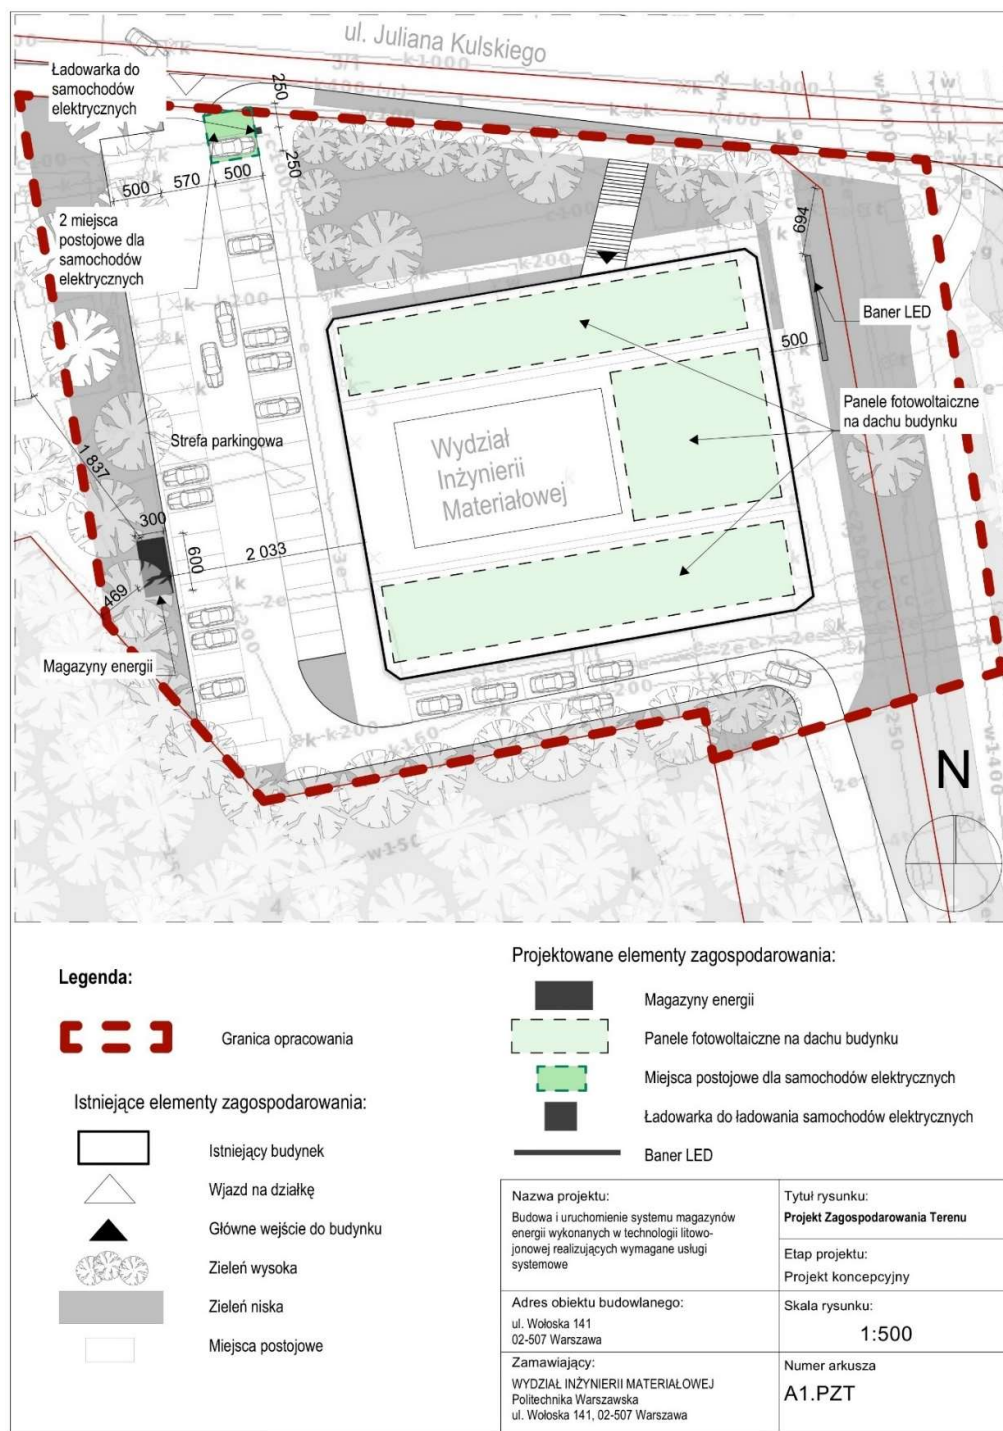 ul. Juliana Kulskiego
Ładowarka do
samochodów
elektrycznych
250
250
500
570
500
2 miejsca
postojowe dla
samochodów
elektrycznych
694
Baner LED
500
Panele fotowoltaiczne
na dachu budynku
Strefa parkingowa
Wydział
Inżynierii
Materiałowej
1 837
300
600
2 033
469
Magazyny energii
N
Legenda:
Granica opracowania
Istniejące elementy zagospodarowania:
Istniejący budynek
Wjazd na działkę
Główne wejście do budynku
Zieleń wysoka
Zieleń niska
Miejsca postojowe
Projektowane elementy zagospodarowania:
Magazyny energii
Panele fotowoltaiczne na dachu budynku
Miejsca postojowe dla samochodów elektrycznych
Ładowarka do ładowania samochodów elektrycznych
Baner LED
Nazwa projektu:
Budowa i uruchomienie systemu magazynów
energii wykonanych w technologii litowo-
jonowej realizujących wymagane usługi
systemowe
Tytuł rysunku:
Projekt Zagospodarowania Terenu
Etap projektu:
Projekt koncepcyjny
Adres obiektu budowlanego:
ul. Wołoska 141
02-507 Warszawa
Skala rysunku:
1:500
Zamawiający:
WYDZIAŁ INŻYNIERII MATERIAŁOWEJ
Politechnika Warszawska
ul. Wołoska 141, 02-507 Warszawa
Numer arkusza
A1.PZT